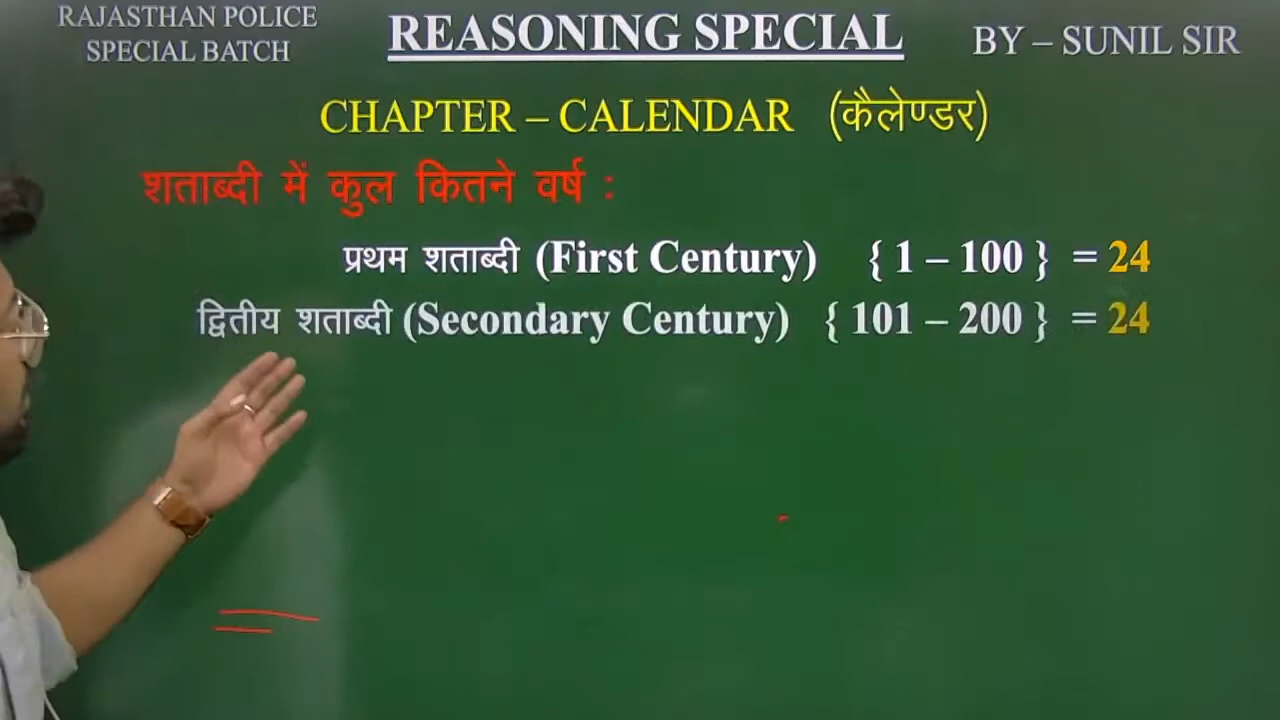 RAJASTHAN POLICE
SPECIAL BATCH
REASONING SPECIAL
BY – SUNIL SIR
CHAPTER – CALENDAR (कैलेण्डर)
शताब्दी में कुल कितने वर्ष :
प्रथम शताब्दी (First Century) { 1 – 100 } = 24
द्वितीय शताब्दी (Secondary Century) { 101 – 200 } = 24